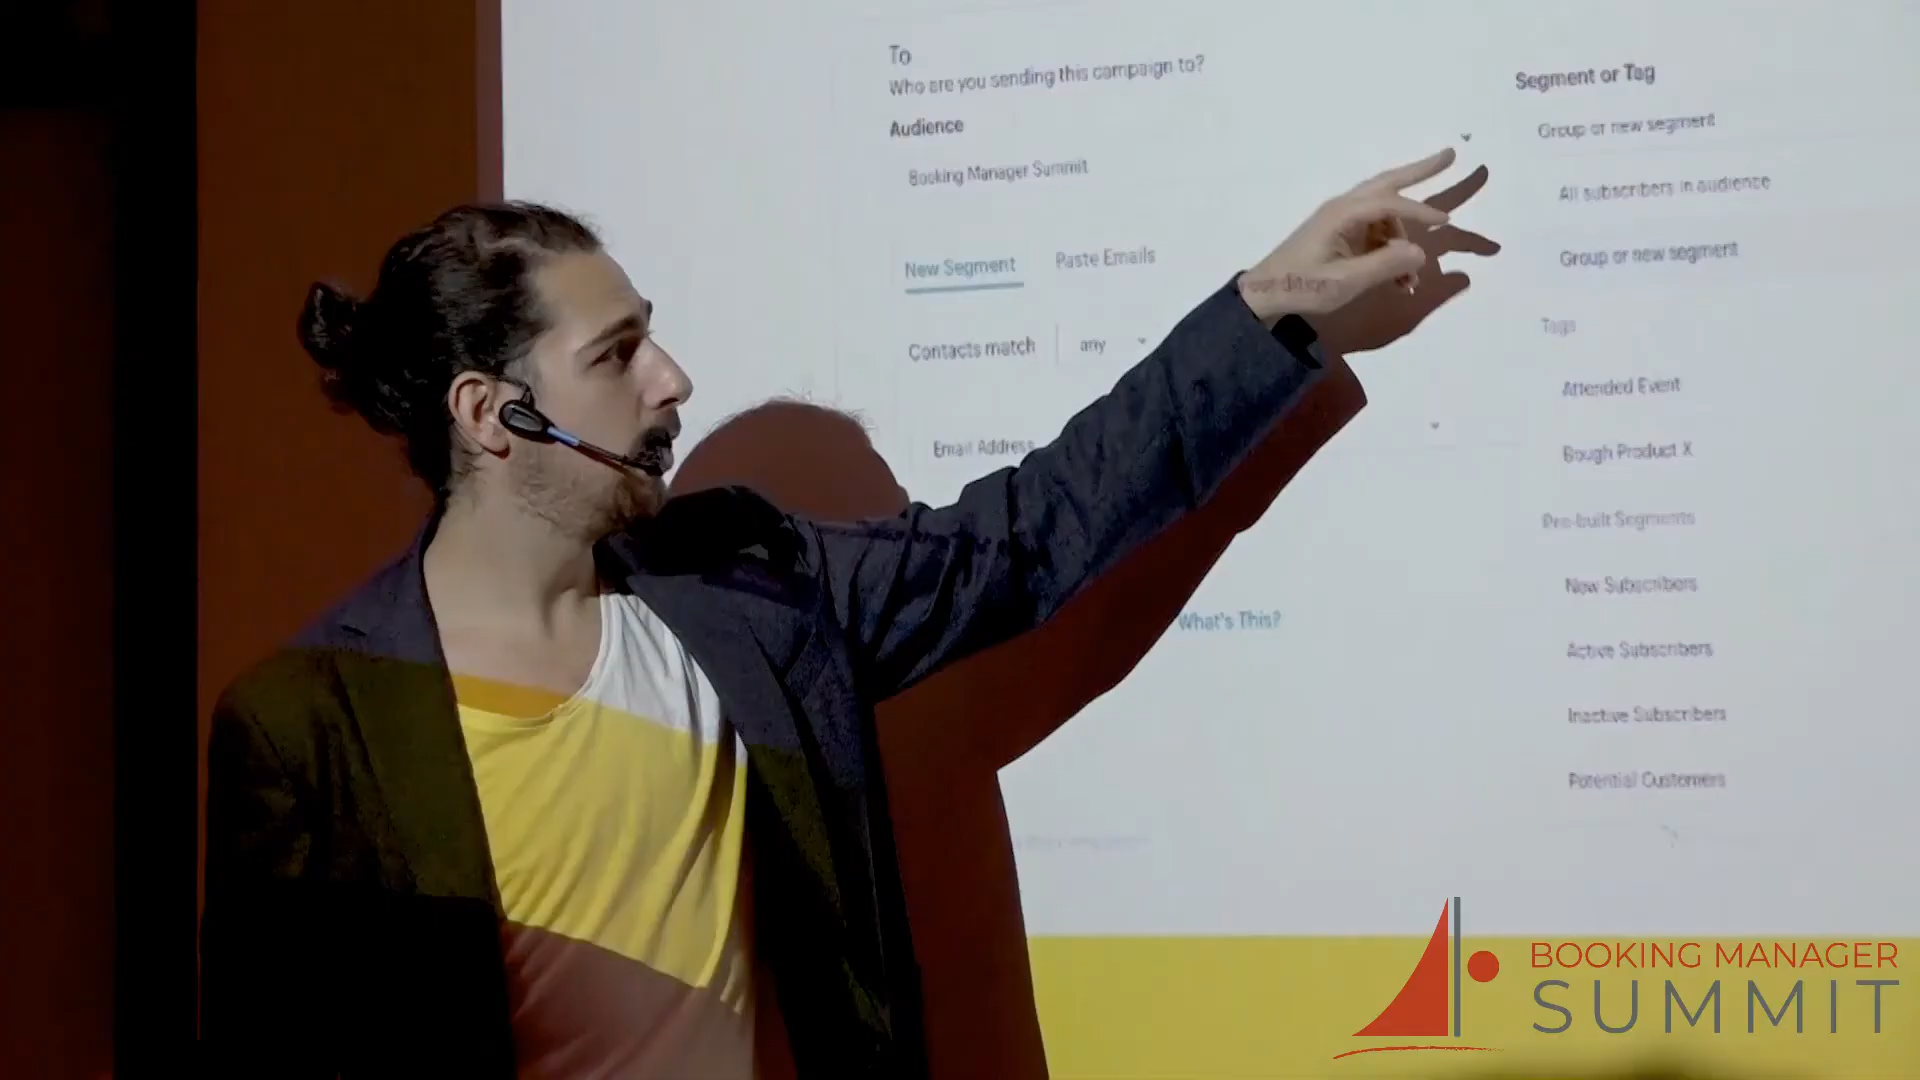 To
Who are you sending this campaign to?
Audience
Booking Manager Summit
New Segment
Paste Emails
Contacts match
any
Email Address
What's This?
Segment or Tag
Group or new segment
All subscribers in audience
Group or new segment
Tags
Attended Event
Bough Product X
Pre-built Segments
New Subscribers
Active Subscribers
Inactive Subscribers
Potential Customers
BOOKING MANAGER
SUMMIT